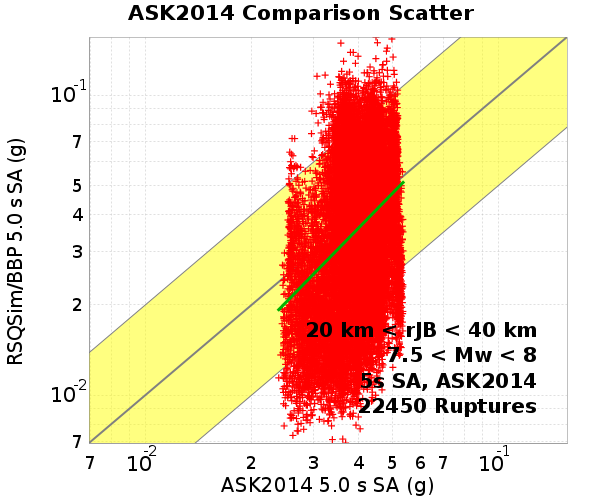 ASK2014 Comparison Scatter
RSQSim/BBP 5.0 s SA (g)
10-1
7
5
4
3
2
10-2
7
20 km < rJB < 40 km
7.5 < Mw < 8
5s SA, ASK2014
22450 Ruptures
7 10-2 2 3 4 5 6 7 10-1
ASK2014 5.0 s SA (g)